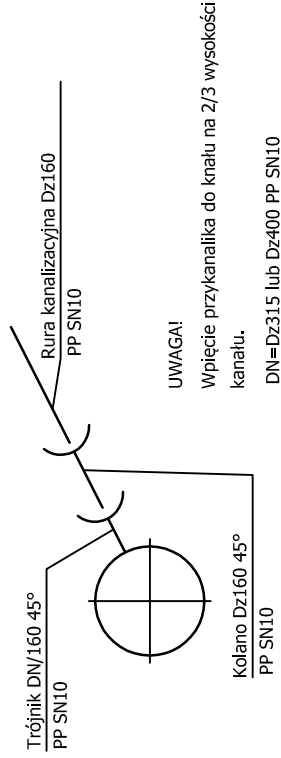 Trójnik DN/160 45°
PP SN10
Rura kanalizacyjna Dz160
PP SN10
Kolano Dz160 45°
PP SN10
UWAGA!
Wpięcie przykanalika do knału na 2/3 wysokości
kanału.
DN=Dz315 lub Dz400 PP SN10